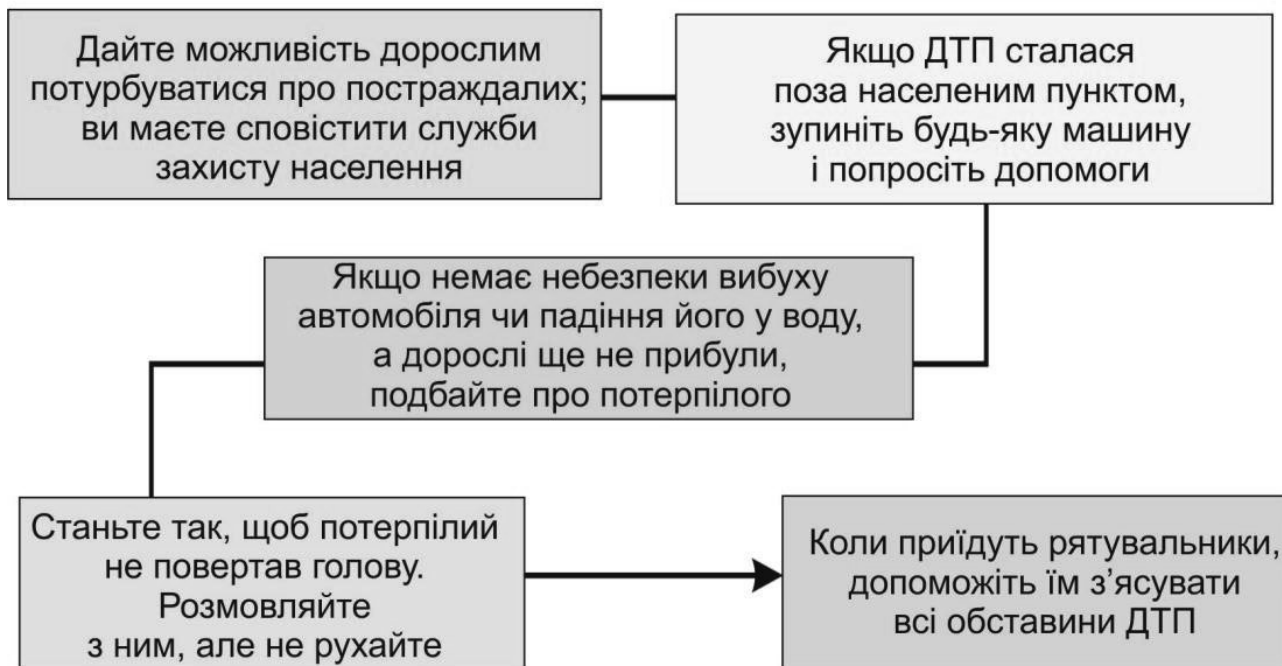 Дайте можливість дорослим
потурбуватися про постраждалих;
ви маєте сповістити служби
захисту населення
Якщо ДТП сталася
поза населеним пунктом,
зупиніть будь-яку машину
і попросіть допомоги
Якщо немає небезпеки вибуху
автомобіля чи падіння його у воду,
а дорослі ще не прибули,
подбайте про потерпілого
Станьте так, щоб потерпілий
не повертав голову.
Розмовляйте
з ним, але не рухайте
Коли приїдуть рятувальники,
допоможіть їм з’ясувати
всі обставини ДТП